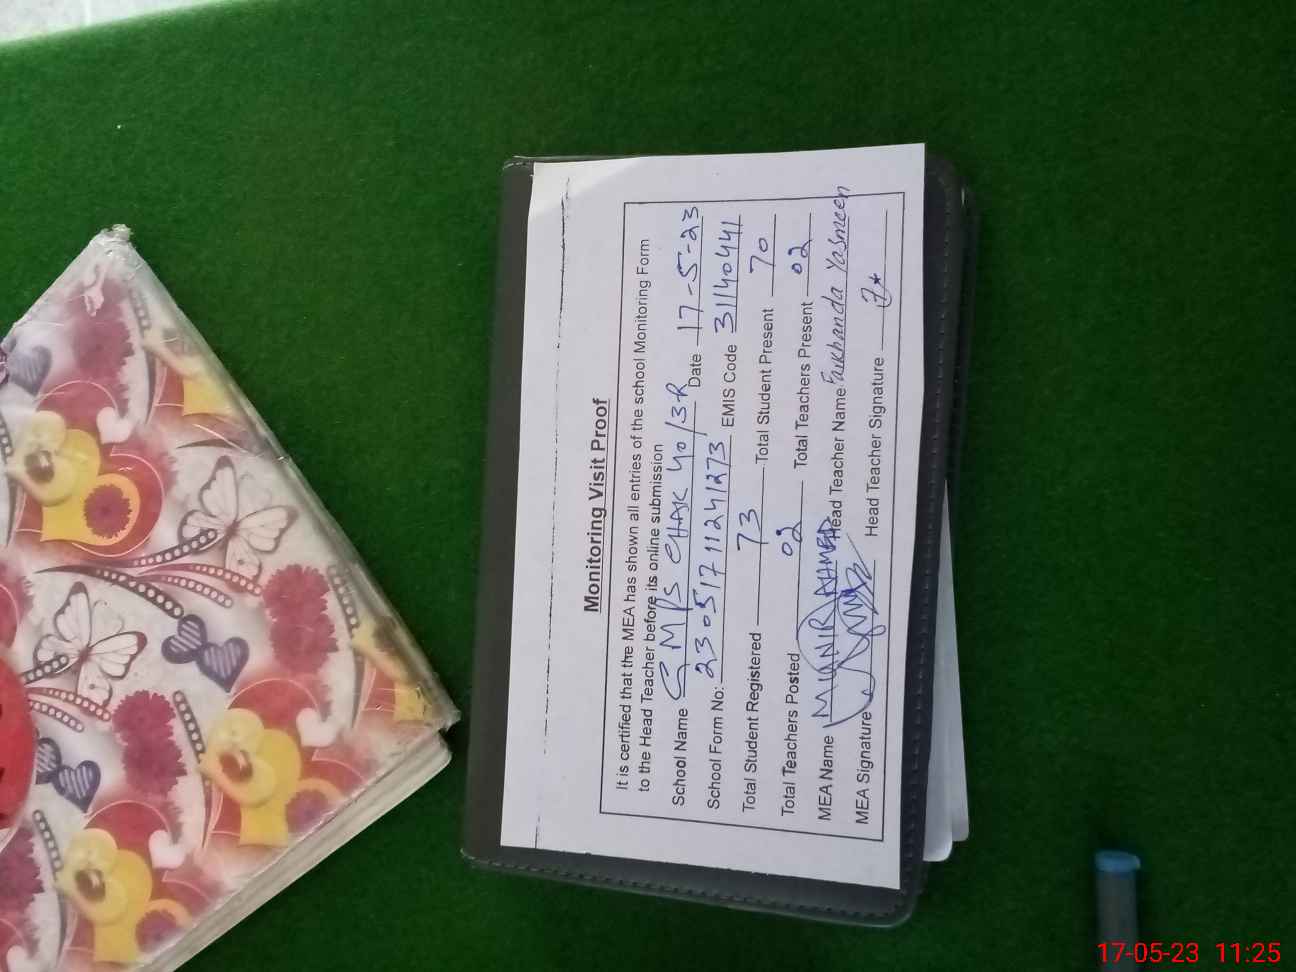 Monitoring Visit Proof
It is certified that the MEA has shown all entries of the school Monitoring Form
to the Head Teacher before its online submission
School Name GMPS CHAK 40/3R Date 17-5-23
School Form No: 23051711241273 EMIS Code 31140441
Total Student Registered 73 Total Student Present 70
Total Teachers Posted 02 Total Teachers Present 02
MEA Name MUNIR AHMED Head Teacher Name Farkhanda Yasmeen
MEA Signature Head Teacher Signature
17-05-23 11:25